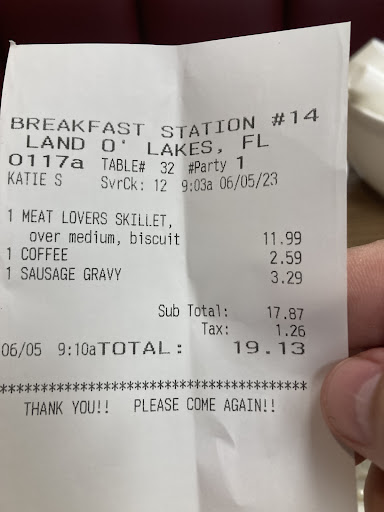 BREAKFAST STATION #14
LAND O' LAKES, FL
0117a TABLE# 32 #Party 1
KATIE S SvrCk: 12 9:03a 06/05/23
1 MEAT LOVERS SKILLET,
over medium, biscuit 11.99
1 COFFEE 2.59
1 SAUSAGE GRAVY 3.29
Sub Total: 17.87
Tax: 1.26
06/05 9:10a TOTAL: 19.13
****************************************
THANK YOU!! PLEASE COME AGAIN!!